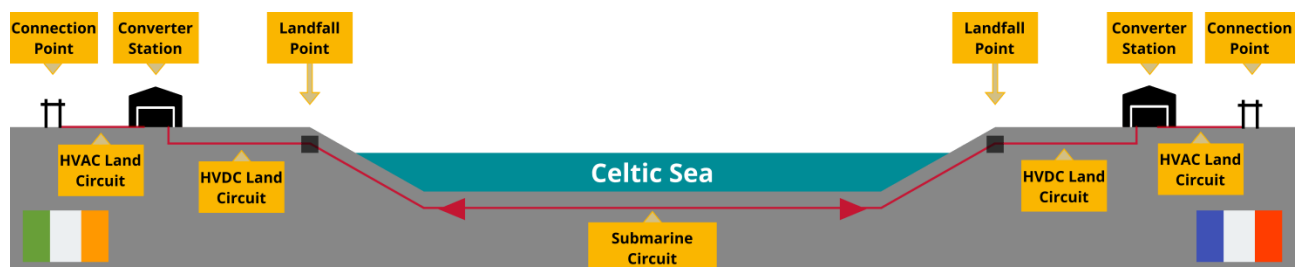 Connection
Point
Converter
Station
Landfall
Point
Landfall
Point
Converter
Station
Connection
Point
HVAC Land
Circuit
HVDC Land
Circuit
Celtic Sea
HVDC Land
Circuit
HVAC Land
Circuit
Submarine
Circuit